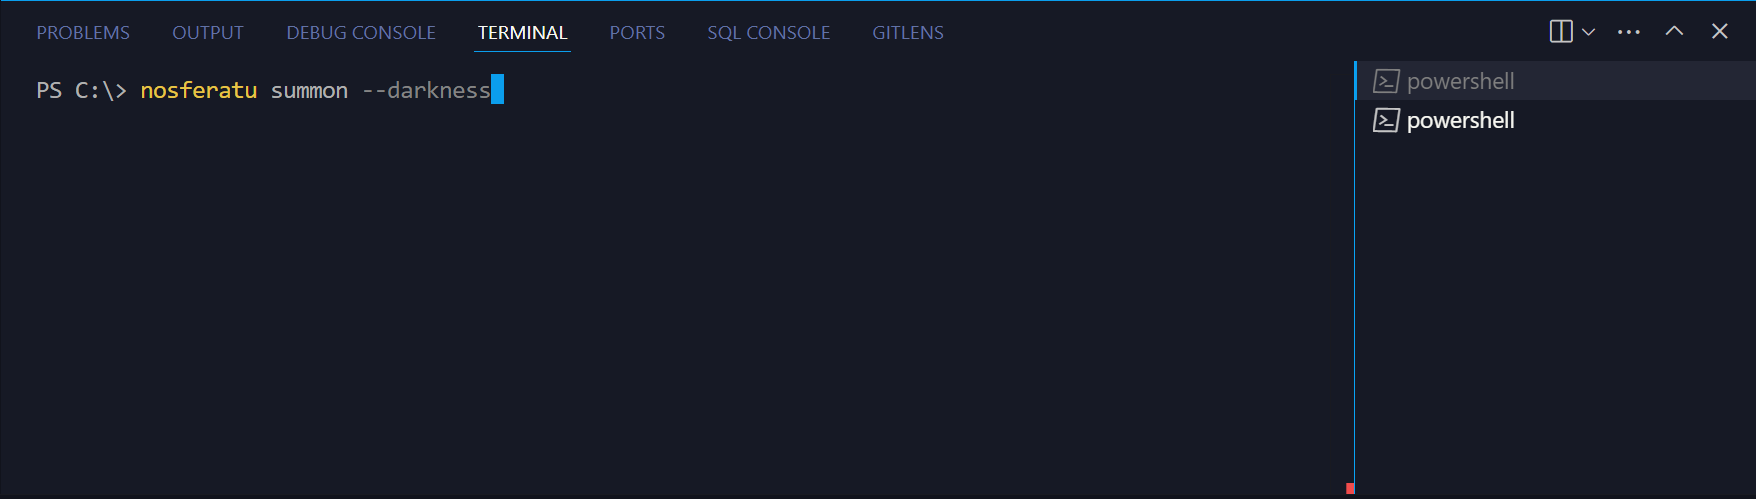 PROBLEMS OUTPUT DEBUG CONSOLE TERMINAL PORTS SQL CONSOLE GITLENS
PS C:\> nosferatu summon --darkness
powershell
powershell